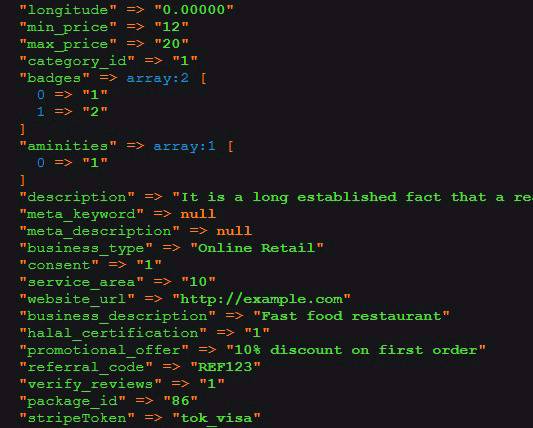 "longitude" => "0.00000"
"min_price" => "12"
"max_price" => "20"
"category_id" => "1"
"badges" => array:2 [
0 => "1"
1 => "2"
]
"aminities" => array:1 [
0 => "1"
]
"description" => "It is a long established fact that a rea
"meta_keyword" => null
"meta_description" => null
"business_type" => "Online Retail"
"consent" => "1"
"service_area" => "10"
"website_url" => "http://example.com"
"business_description" => "Fast food restaurant"
"halal_certification" => "1"
"promotional_offer" => "10% discount on first order"
"referral_code" => "REF123"
"verify_reviews" => "1"
"package_id" => "86"
"stripeToken" => "tok_visa"